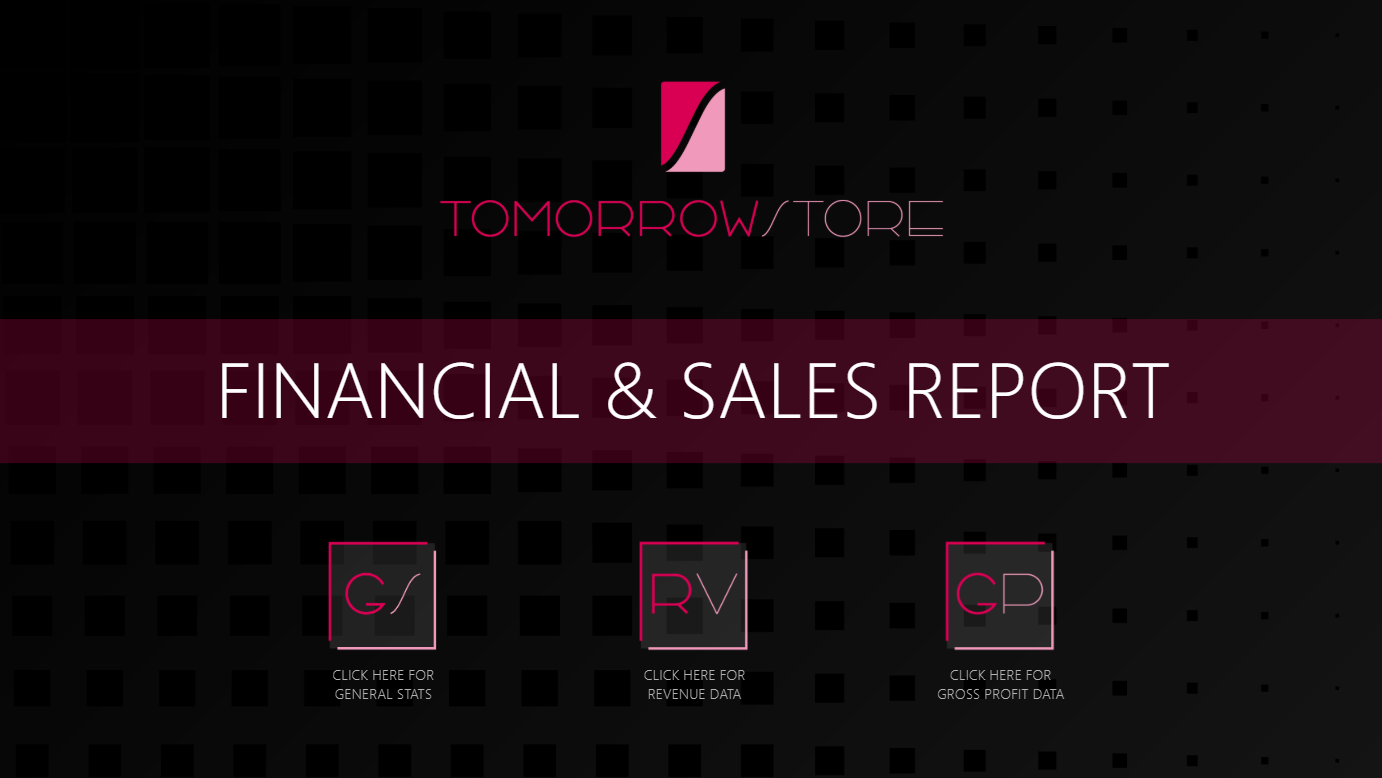 TOMORROWSTORE
FINANCIAL & SALES REPORT
GS
RV
GP
CLICK HERE FOR
GENERAL STATS
CLICK HERE FOR
REVENUE DATA
CLICK HERE FOR
GROSS PROFIT DATA